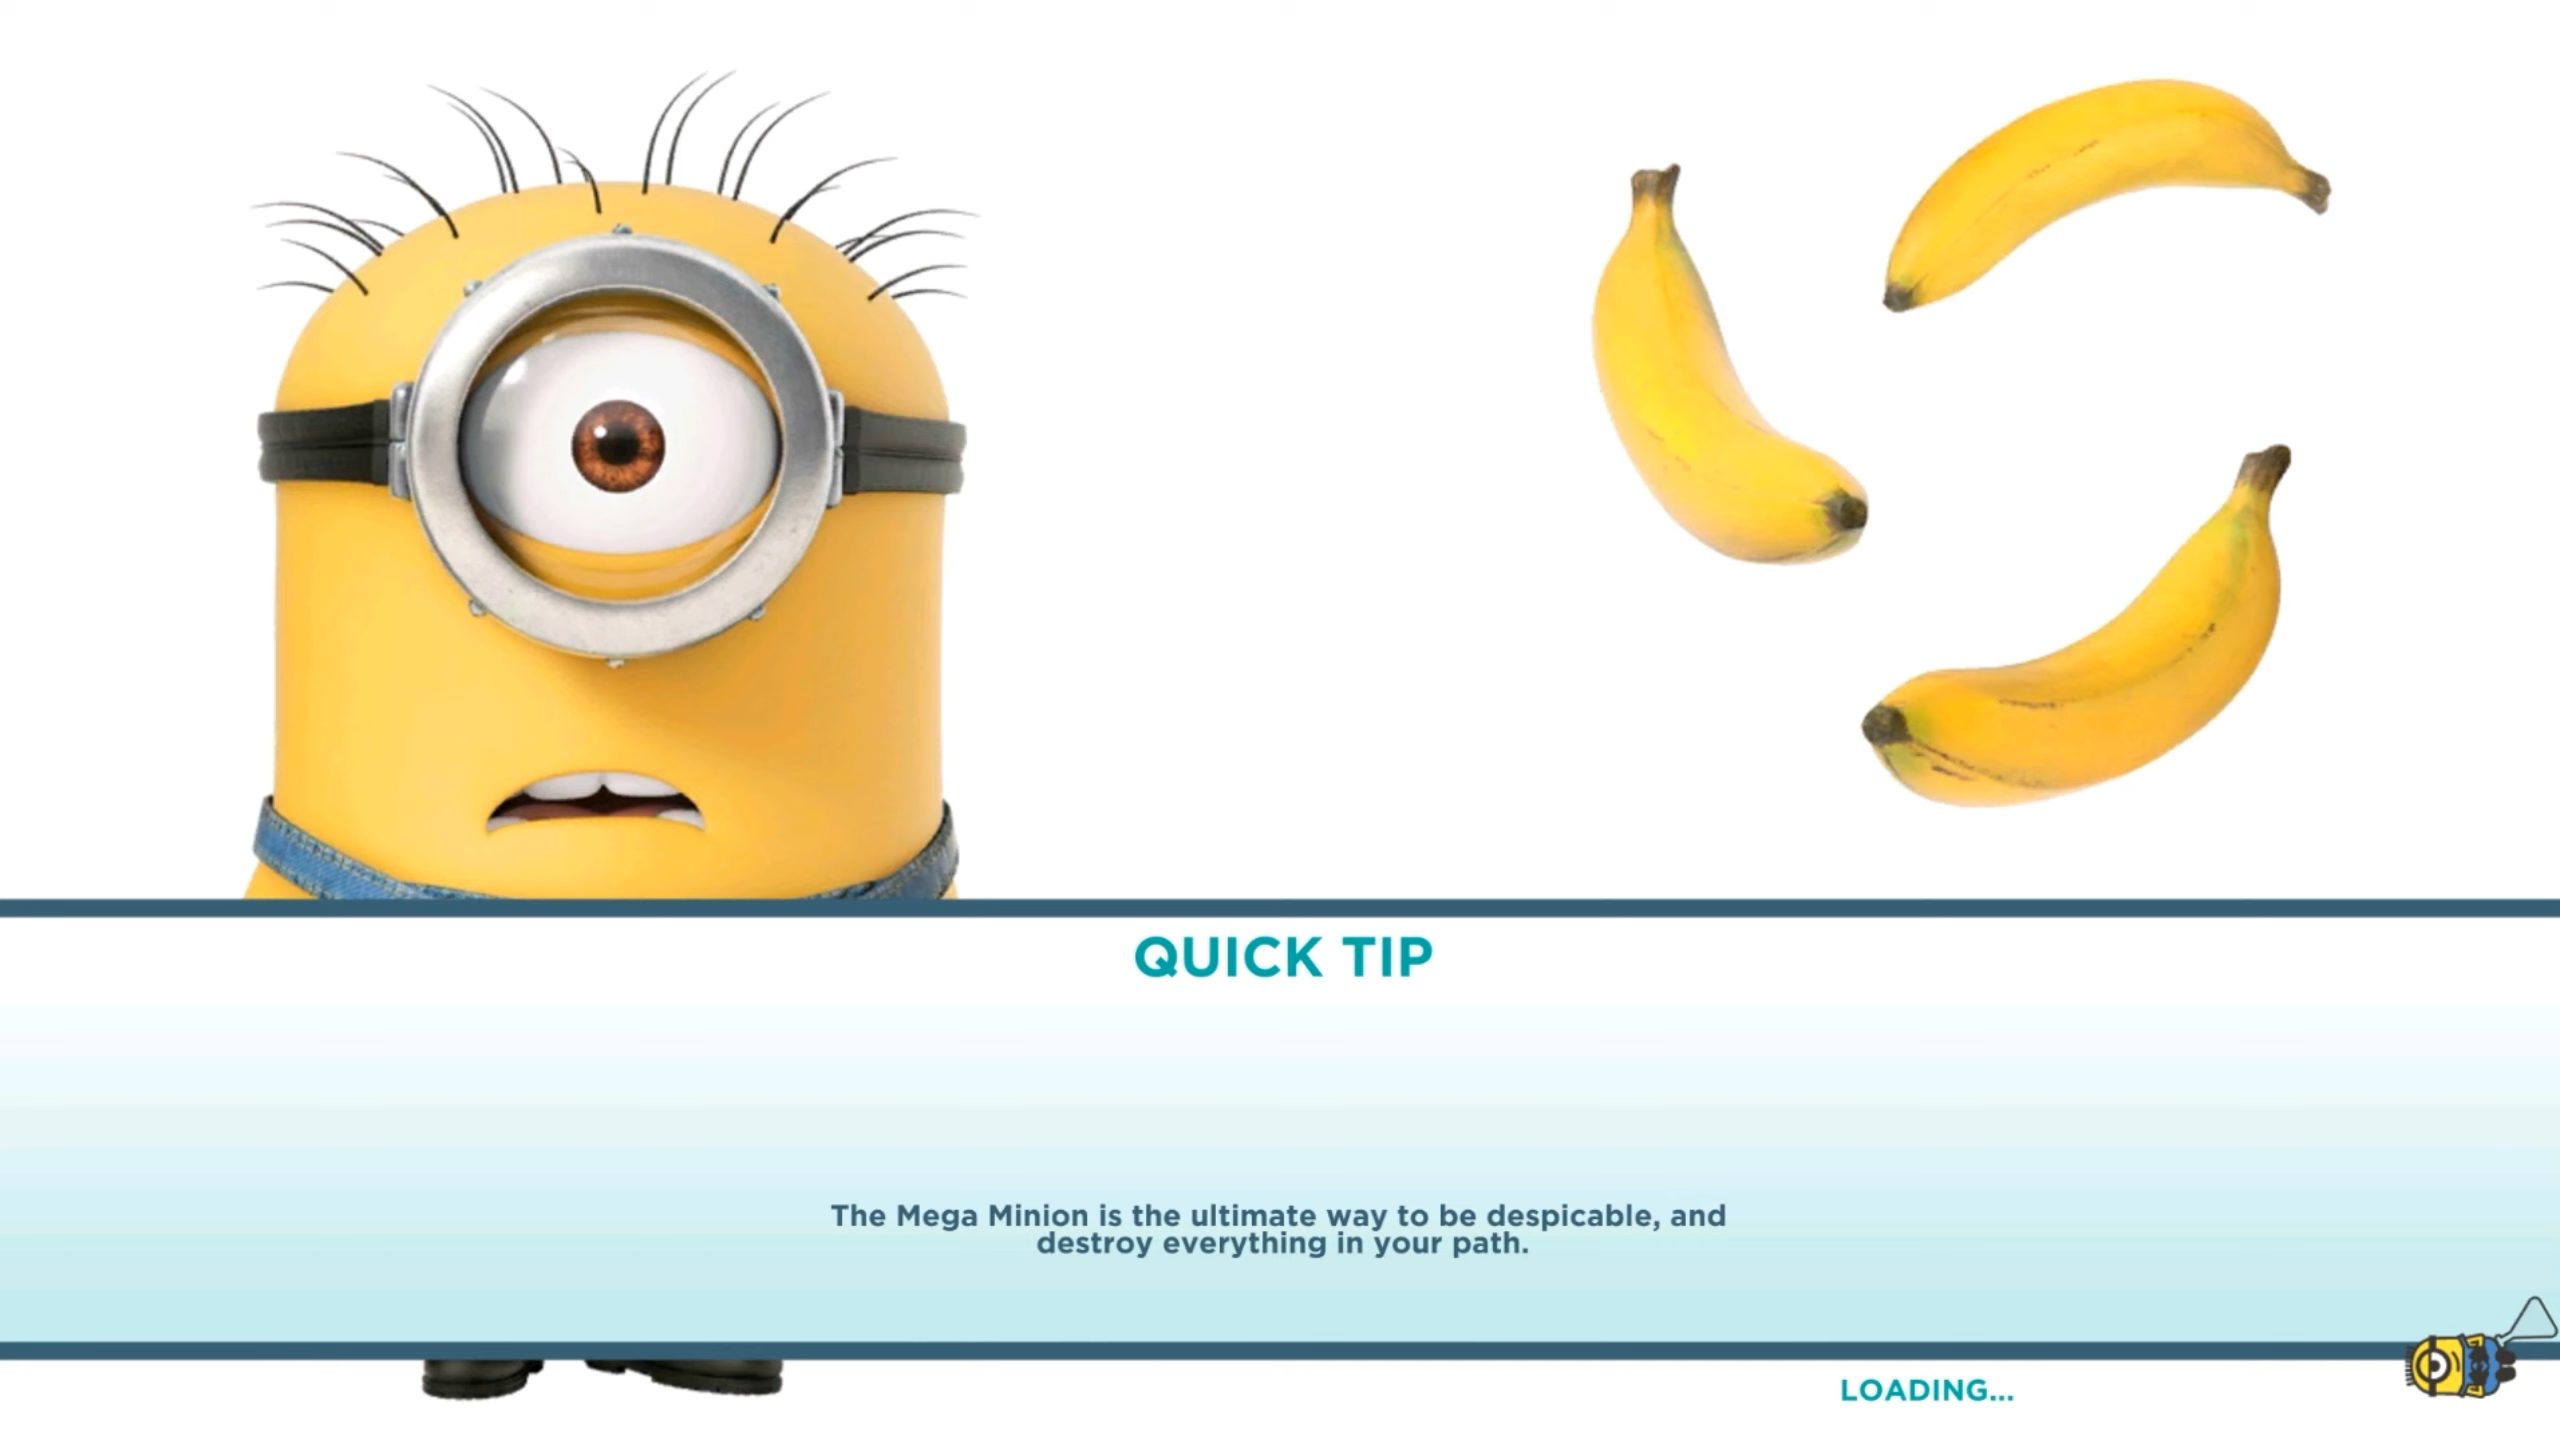 QUICK TIP
The Mega Minion is the ultimate way to be despicable, and
destroy everything in your path.
LOADING...